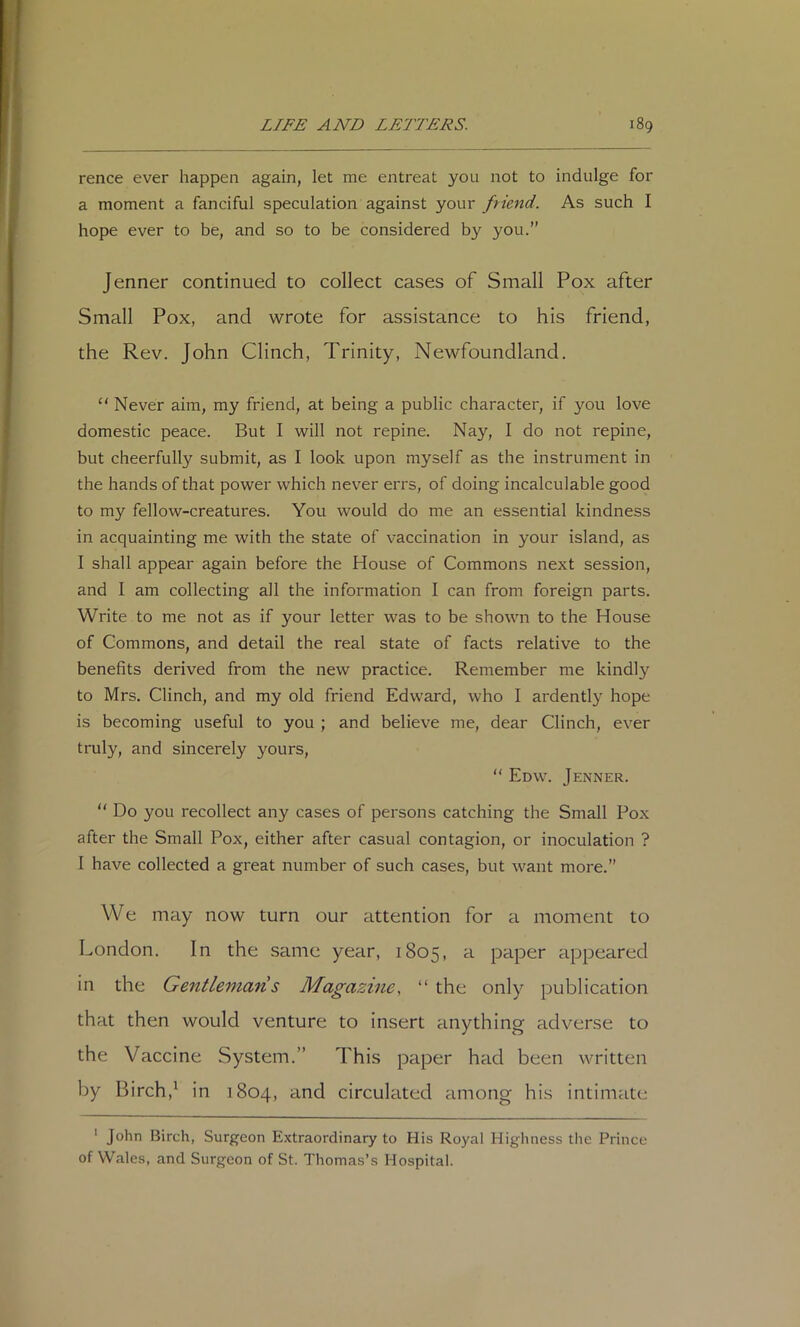 LIFE AND LETTERS. 189
rence ever happen again, let me entreat you not to indulge for
a moment a fanciful speculation against your friend. As such I
hope ever to be, and so to be considered by you.”
Jenner continued to collect cases of Small Pox after
Small Pox, and wrote for assistance to his friend,
the Rev. John Clinch, Trinity, Newfoundland.
“ Never aim, my friend, at being a public character, if you love
domestic peace. But I will not repine. Nay, I do not repine,
but cheerfully submit, as I look upon myself as the instrument in
the hands of that power which never errs, of doing incalculable good
to my fellow-creatures. You would do me an essential kindness
in acquainting me with the state of vaccination in your island, as
I shall appear again before the House of Commons next session,
and I am collecting all the information I can from foreign parts.
Write to me not as if your letter was to be shown to the House
of Commons, and detail the real state of facts relative to the
benefits derived from the new practice. Remember me kindly
to Mrs. Clinch, and my old friend Edward, who I ardently hope
is becoming useful to you ; and believe me, dear Clinch, ever
truly, and sincerely yours,
“ Edw. Jenner.
“ Do you recollect any cases of persons catching the Small Pox
after the Small Pox, either after casual contagion, or inoculation ?
I have collected a great number of such cases, but want more.”
We may now turn our attention for a moment to
London. In the same year, 1805, a paper appeared
in the Gentleman's Magazine, “ the only publication
that then would venture to insert anything adverse to
the Vaccine System.” This paper had been written
by Birch,¹ in 1804, and circulated among his intimate
¹ John Birch, Surgeon Extraordinary to His Royal Highness the Prince
of Wales, and Surgeon of St. Thomas’s Hospital.